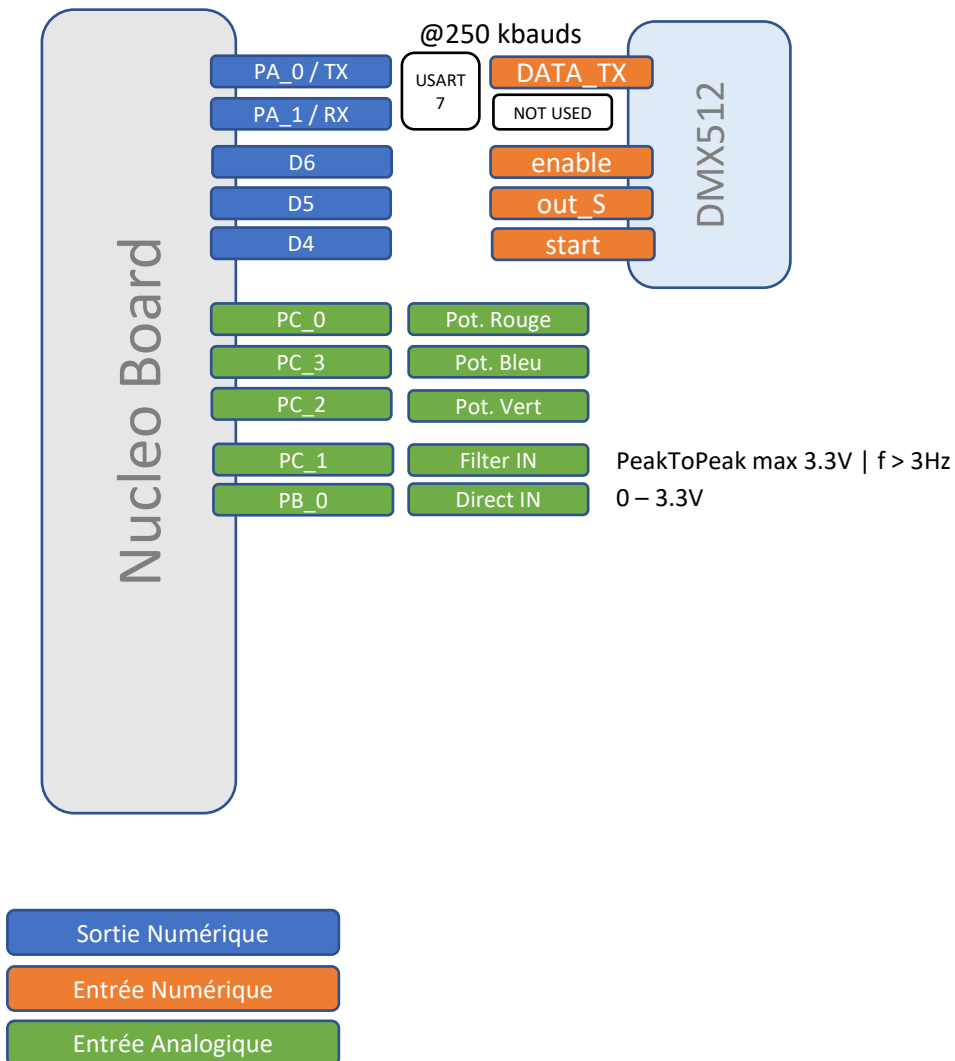 @250 kbauds
PA_0 / TX
USART
7
DATA_TX
PA_1 / RX
NOT USED
D6
enable
D5
out_S
D4
start
DMX512
Nucleo Board
PC_0
Pot. Rouge
PC_3
Pot. Bleu
PC_2
Pot. Vert
PC_1
Filter IN
PeakToPeak max 3.3V | f > 3Hz
PB_0
Direct IN
0 – 3.3V
Sortie Numérique
Entrée Numérique
Entrée Analogique